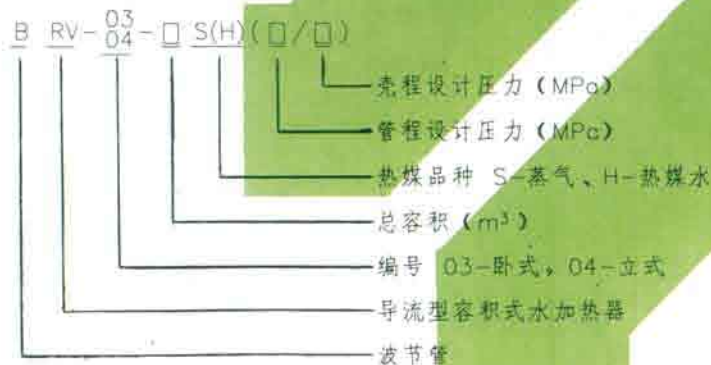 B RV-03/04-□ S(H)(□/□)
壳程设计压力(MPa)
管程设计压力(MPa)
热媒品种 S-蒸气、H-热媒水
总容积(m³)
编号 03-卧式,04-立式
导流型容积式水加热器
波节管